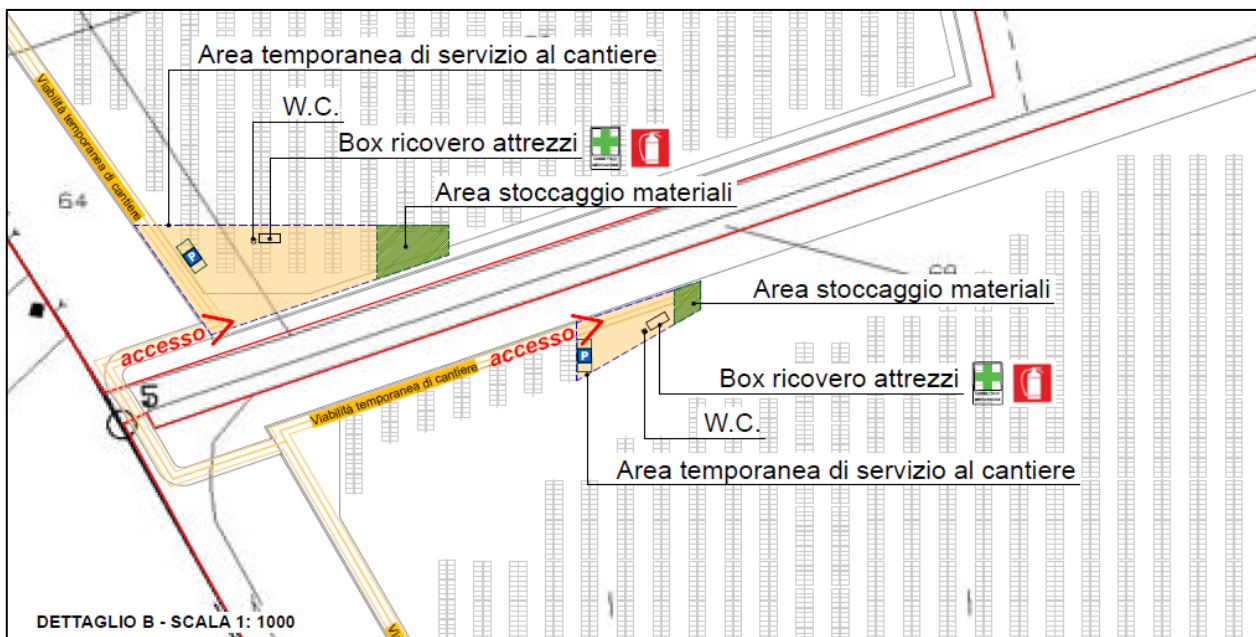 Area temporanea di servizio al cantiere
Viabilità temporanea di cantiere
W.C.
Box ricovero attrezzi
Area stoccaggio materiali
64
P
69
Area stoccaggio materiali
accesso
accesso
P
Box ricovero attrezzi
Viabilità temporanea di cantiere
5
W.C.
Area temporanea di servizio al cantiere
DETTAGLIO B - SCALA 1: 1000